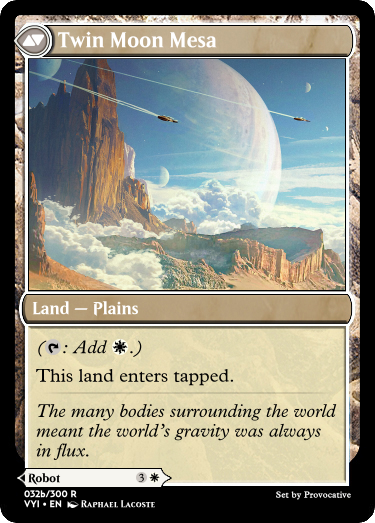 Twin Moon Mesa
Land — Plains
(: Add .)
This land enters tapped.
The many bodies surrounding the world
meant the world's gravity was always
in flux.
Robot 3
032b/300 R
VYI • EN Raphael Lacoste
Set by Provocative